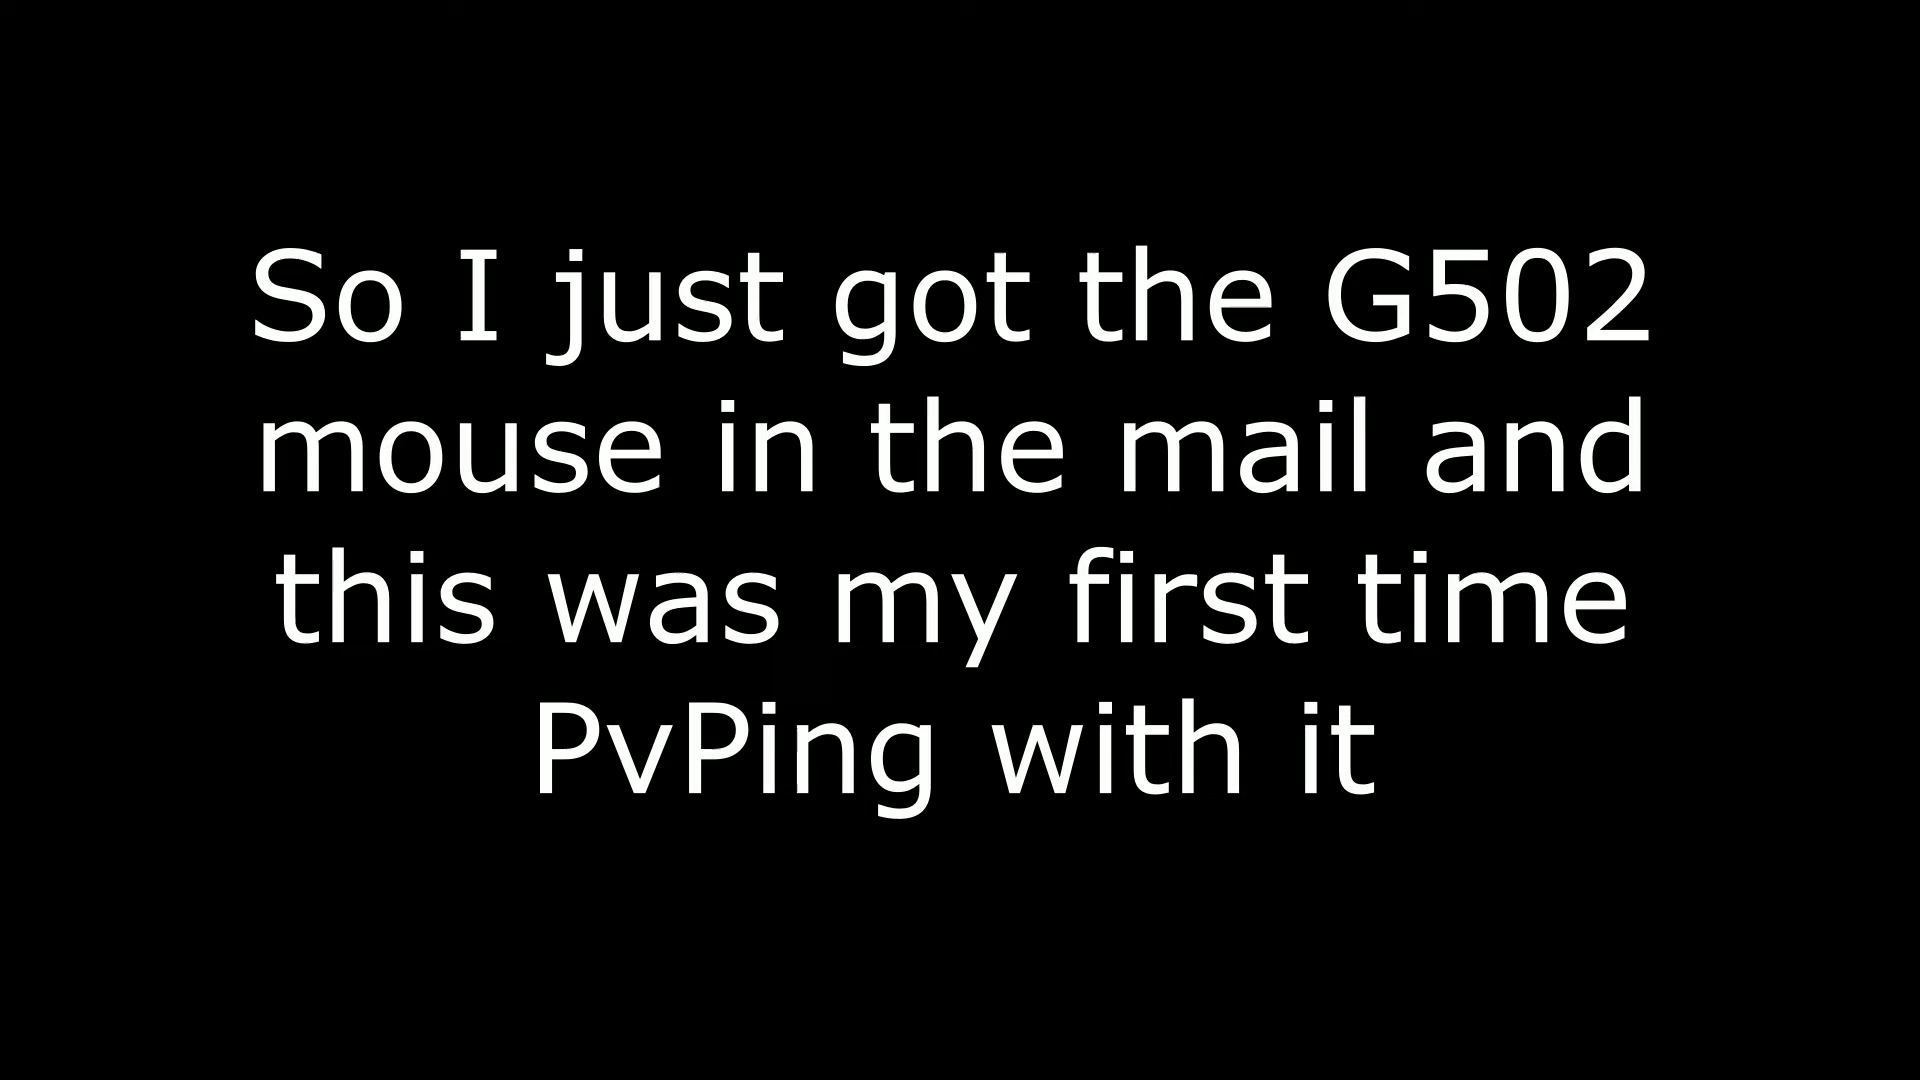 So I just got the G502
mouse in the mail and
this was my first time
PvPing with it